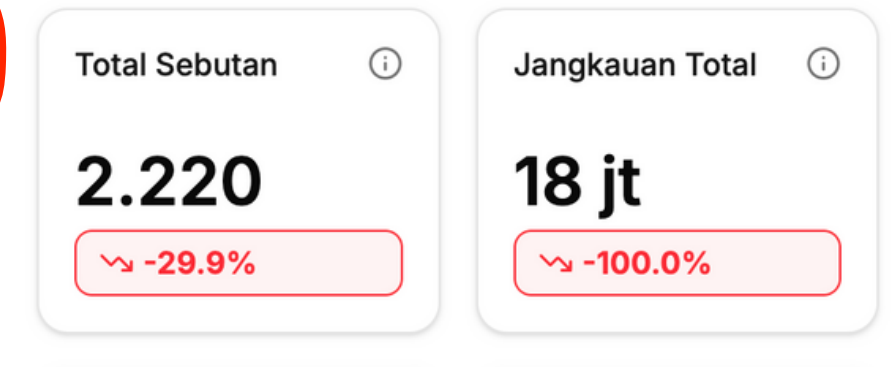 Total Sebutan
Jangkauan Total
2.220
18 jt
-29.9%
-100.0%